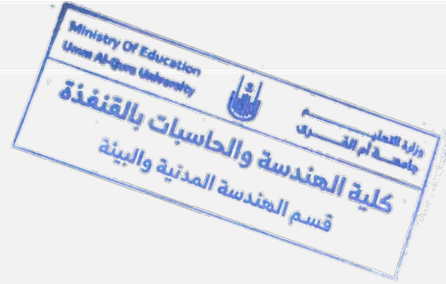 Ministry Of Education
Umm Al-Qura University
وزارة التعليم
جامعة أم القرى
كلية الهندسة والحاسبات بالقنفذة
قسم الهندسة المدنية والبيئة